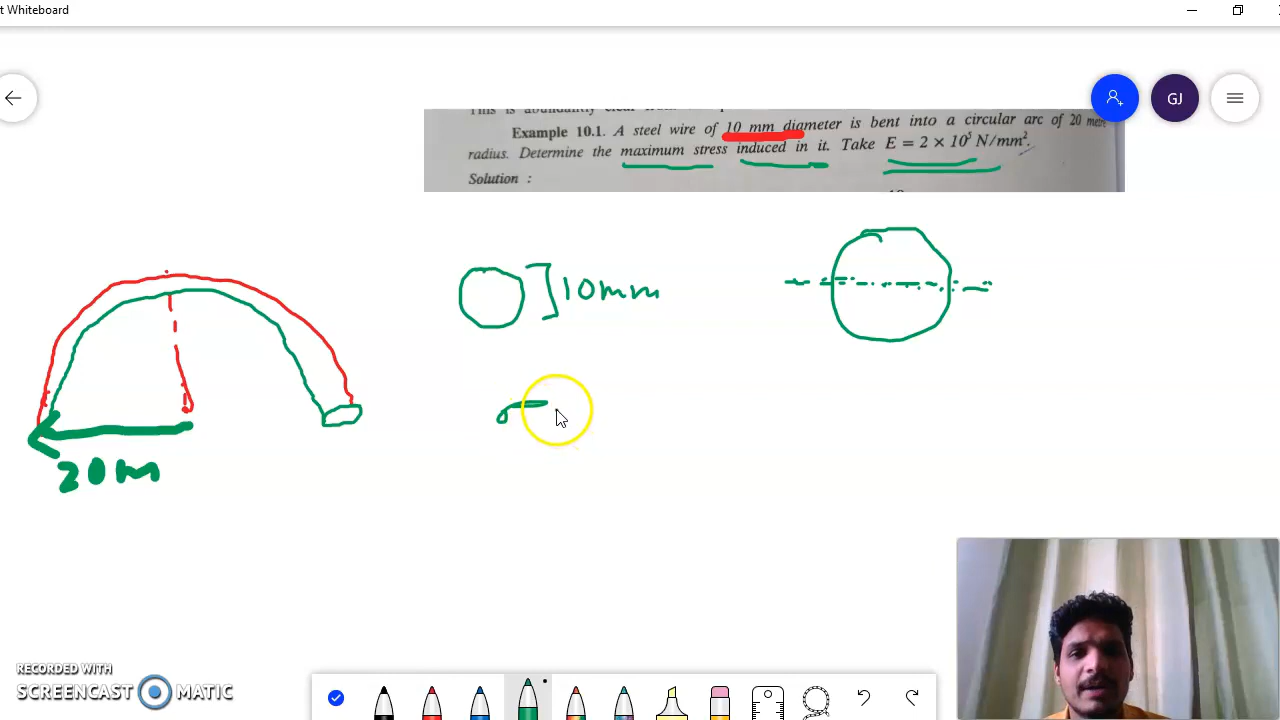 t Whiteboard
GJ
Example 10.1. A steel wire of 10 mm diameter is bent into a circular arc of 20 metre
radius. Determine the maximum stress induced in it. Take E = 2 × 10⁵ N/mm².
Solution :
10mm
σ
20m
RECORDED WITH
SCREENCAST MATIC